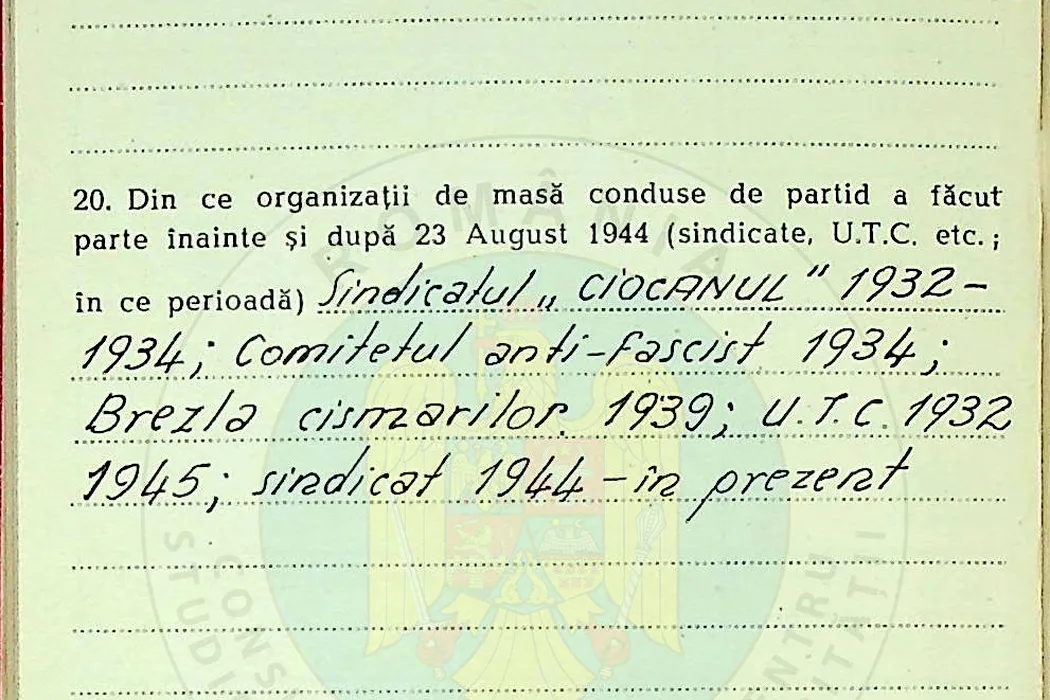 20. Din ce organizații de masă conduse de partid a făcut
parte înainte și după 23 August 1944 (sindicate, U.T.C. etc.;
în ce perioadă) Sindicatul „CIOCANUL" 1932-
1934; Comitetul anti-fascist 1934;
Brezla cismarilor 1939; U.T.C. 1932
1945; sindicat 1944-în prezent
ROMÂNIA